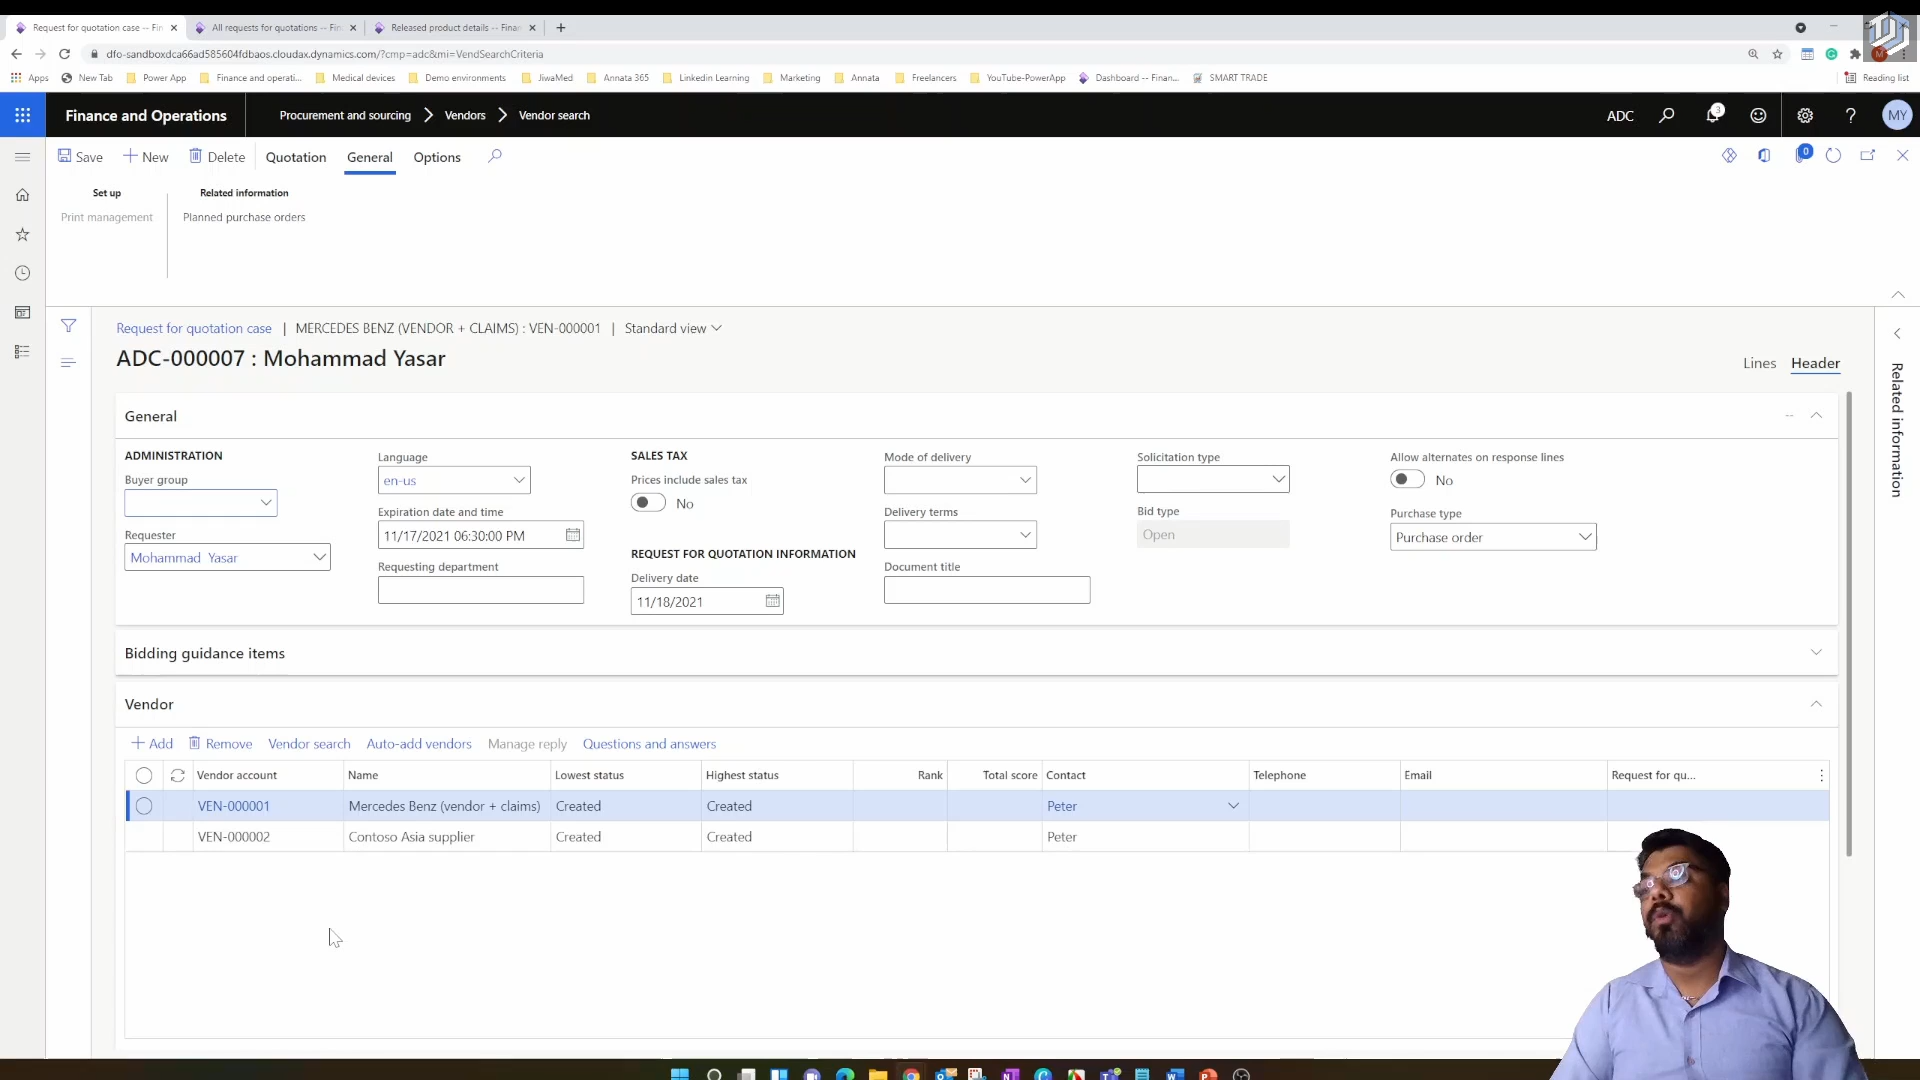 Request for quotation case -- Fin
All requests for quotations -- Fin
Released product details -- Finan
dfo-sandboxdca66ad585604fdbaos.cloudax.dynamics.com/?cmp=adc&mi=VendSearchCriteria
Apps New Tab Power App Finance and operati... Medical devices Demo environments JiwaMed Annata 365 Linkedin Learning Marketing Annata Freelancers YouTube-PowerApp Dashboard -- Finan... SMART TRADE Reading list
Finance and Operations Procurement and sourcing Vendors Vendor search ADC 3 ? MY
Save New Delete Quotation General Options 0
Set up Related information
Print management Planned purchase orders
Request for quotation case | MERCEDES BENZ (VENDOR + CLAIMS) : VEN-000001 | Standard view
ADC-000007 : Mohammad Yasar
Lines Header
Related information
General --
ADMINISTRATION
Buyer group
Requester
Mohammad Yasar
Language
en-us
Expiration date and time
11/17/2021 06:30:00 PM
Requesting department
SALES TAX
Prices include sales tax
No
REQUEST FOR QUOTATION INFORMATION
Delivery date
11/18/2021
Mode of delivery
Delivery terms
Document title
Solicitation type
Bid type
Open
Allow alternates on response lines
No
Purchase type
Purchase order
Bidding guidance items
Vendor
Add Remove Vendor search Auto-add vendors Manage reply Questions and answers
Vendor account Name Lowest status Highest status Rank Total score Contact Telephone Email Request for qu...
VEN-000001 Mercedes Benz (vendor + claims) Created Created Peter
VEN-000002 Contoso Asia supplier Created Created Peter